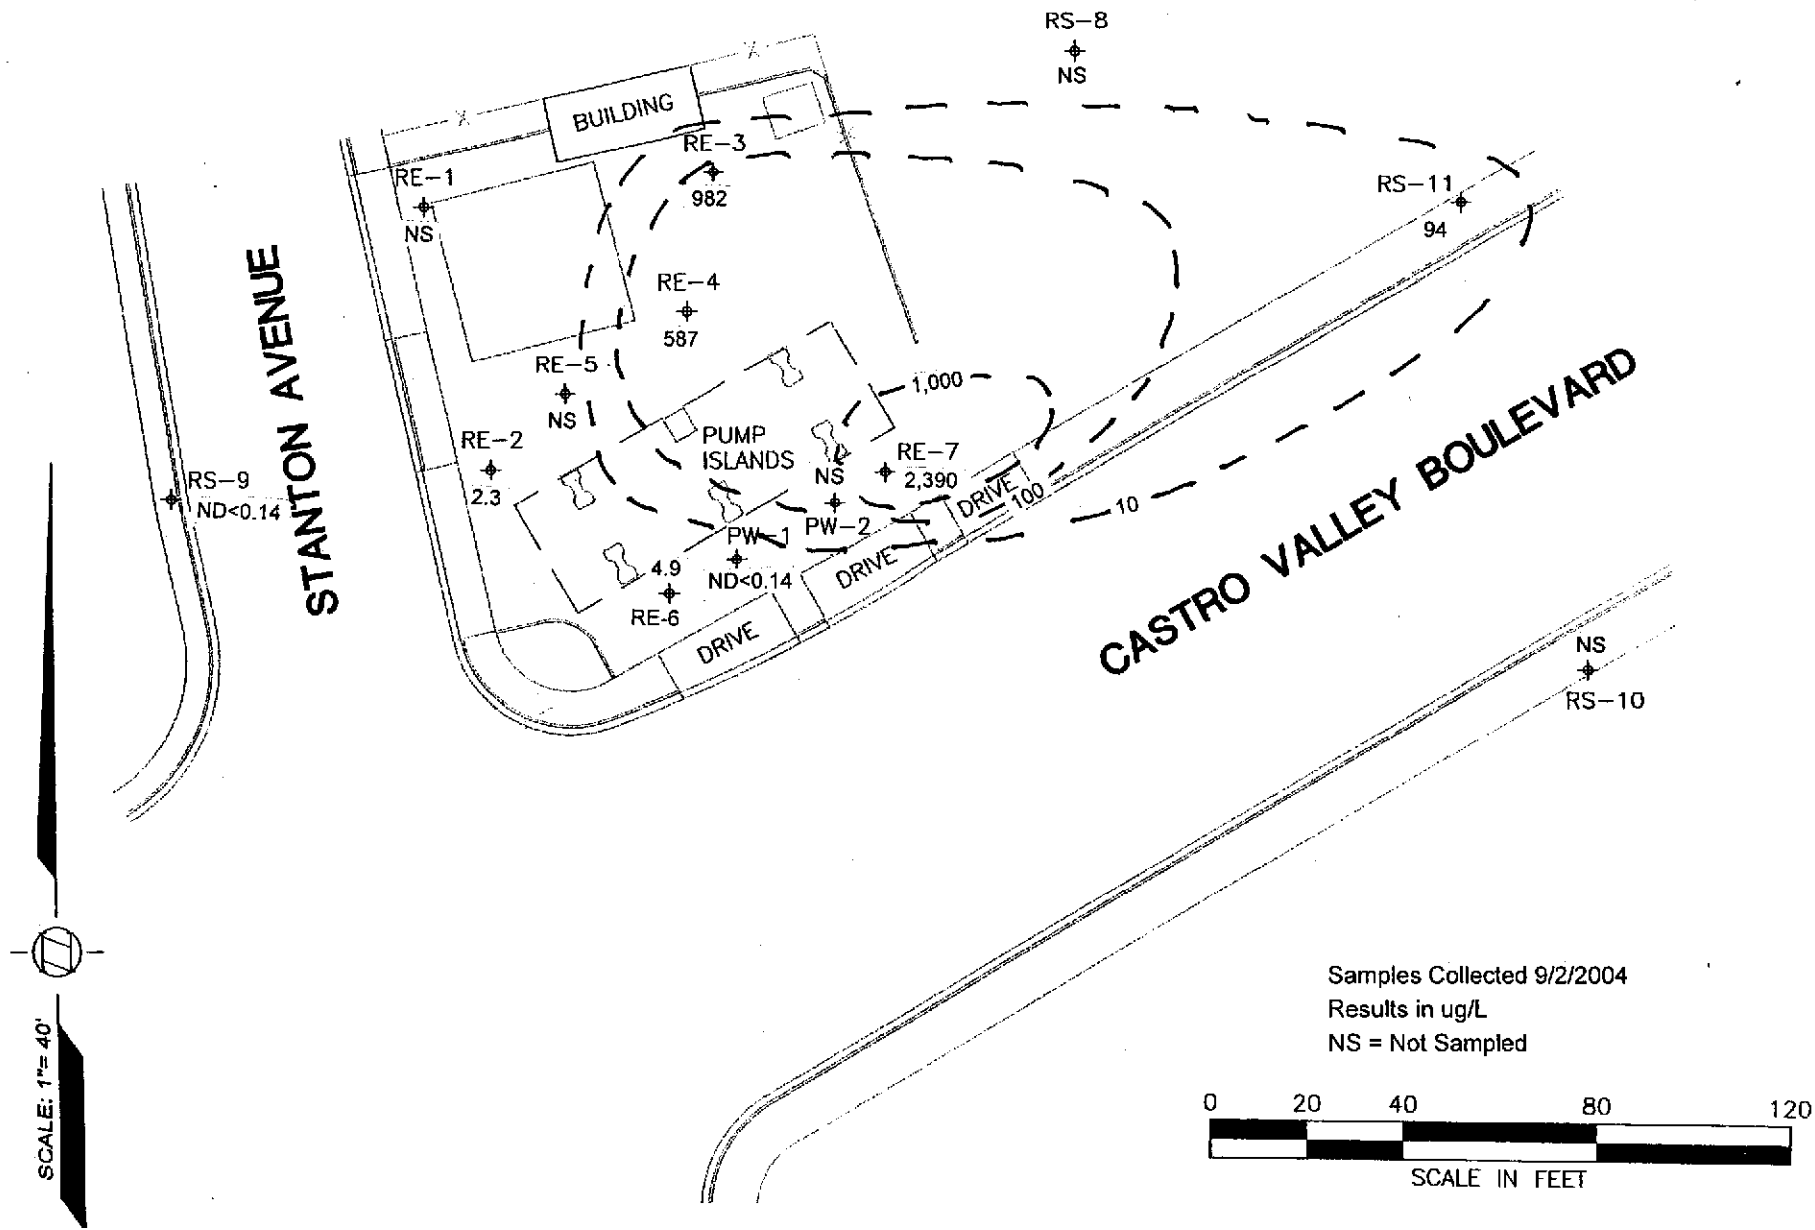 RS-8
NS
BUILDING
RE-3
982
RE-1
NS
RS-11
94
STANTON AVENUE
RE-4
587
RE-5
NS
1,000
RE-2
2.3
PUMP
ISLANDS
NS
RE-7
2,390
RS-9
ND<0.14
DRIVE
100
10
PW-1
ND<0.14
PW-2
DRIVE
4.9
RE-6
DRIVE
CASTRO VALLEY BOULEVARD
NS
RS-10
SCALE: 1"= 40'
Samples Collected 9/2/2004
Results in ug/L
NS = Not Sampled
0 20 40 80 120
SCALE IN FEET